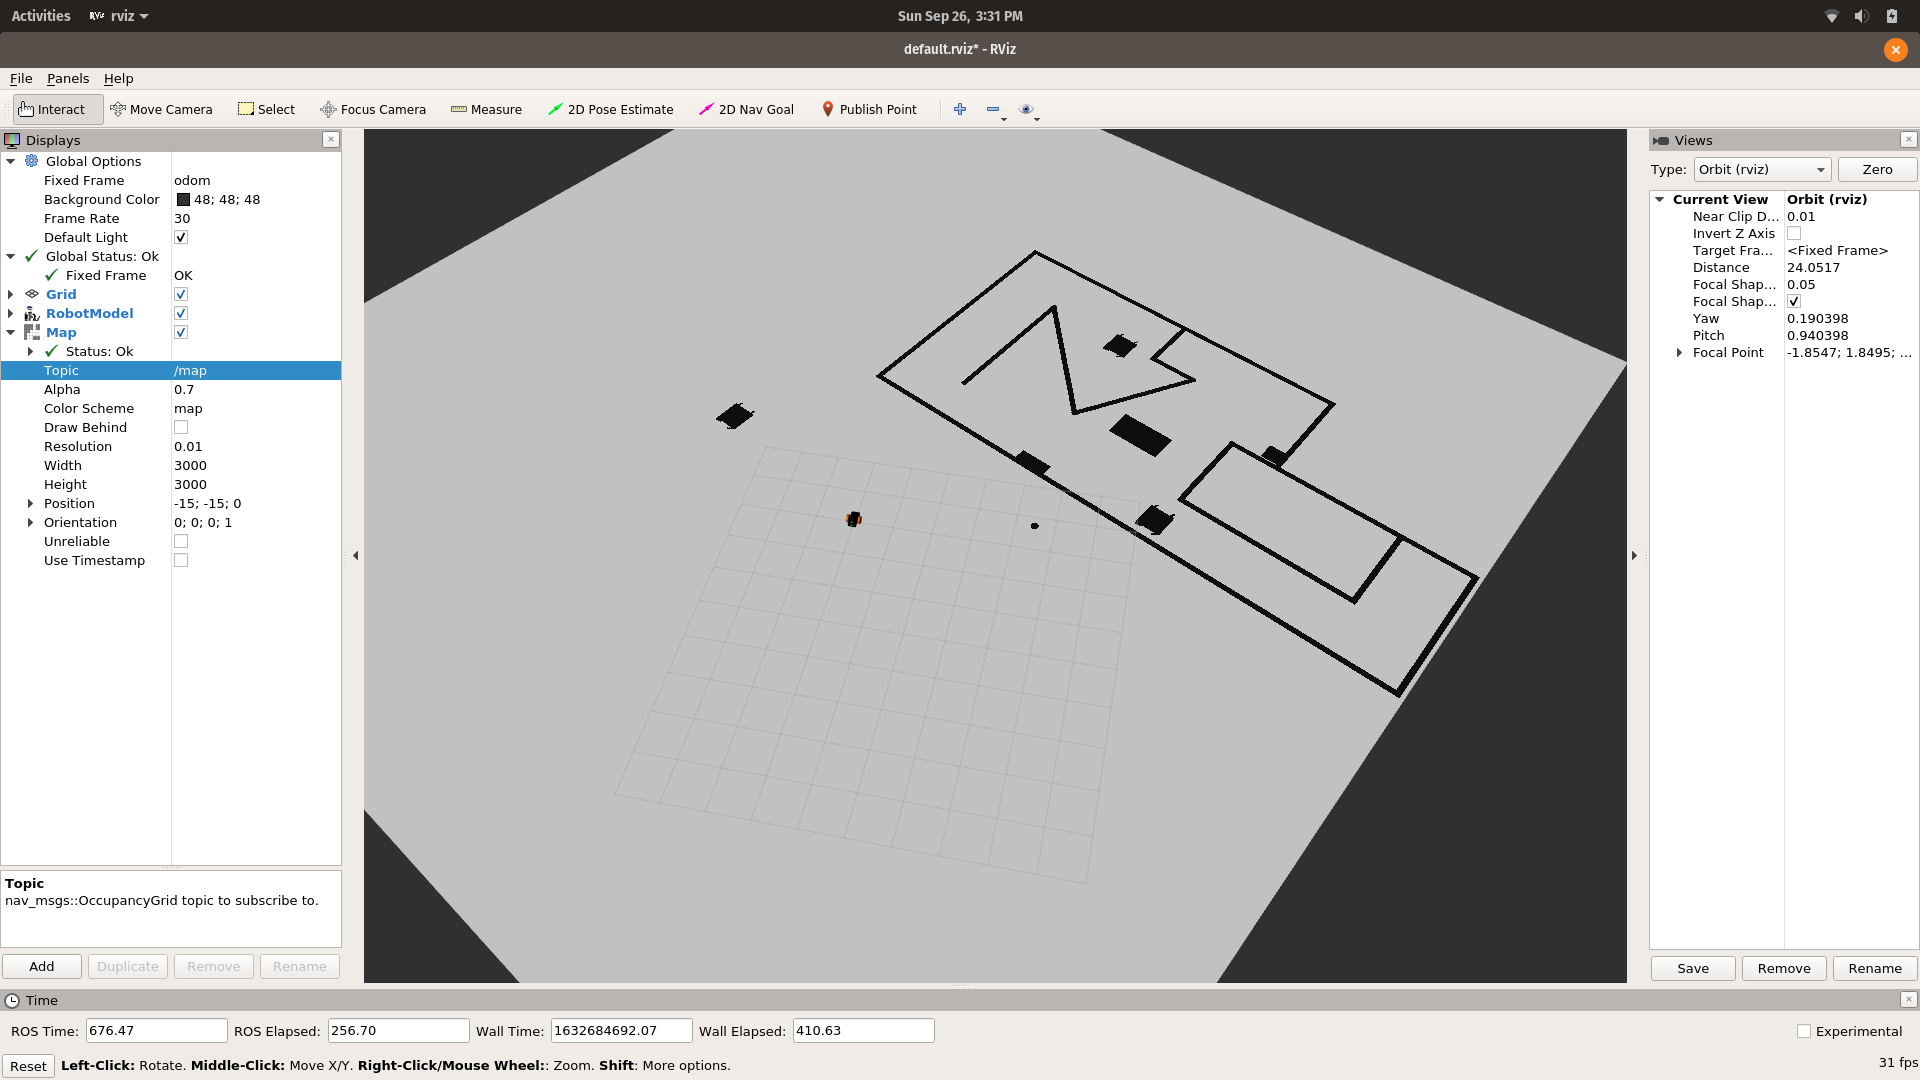 Activities rviz Sun Sep 26, 3:31 PM
default.rviz* - RViz
File Panels Help
Interact Move Camera Select Focus Camera Measure 2D Pose Estimate 2D Nav Goal Publish Point
Displays
Global Options
Fixed Frame odom
Background Color 48; 48; 48
Frame Rate 30
Default Light
Global Status: Ok
Fixed Frame OK
Grid
RobotModel
Map
Status: Ok
Topic /map
Alpha 0.7
Color Scheme map
Draw Behind
Resolution 0.01
Width 3000
Height 3000
Position -15; -15; 0
Orientation 0; 0; 0; 1
Unreliable
Use Timestamp
Topic
nav_msgs::OccupancyGrid topic to subscribe to.
Add Duplicate Remove Rename
Views
Type: Orbit (rviz) Zero
Current View Orbit (rviz)
Near Clip D... 0.01
Invert Z Axis
Target Fra... <Fixed Frame>
Distance 24.0517
Focal Shap... 0.05
Focal Shap...
Yaw 0.190398
Pitch 0.940398
Focal Point -1.8547; 1.8495; ...
Save Remove Rename
Time
ROS Time: 676.47 ROS Elapsed: 256.70 Wall Time: 1632684692.07 Wall Elapsed: 410.63 Experimental
Reset Left-Click: Rotate. Middle-Click: Move X/Y. Right-Click/Mouse Wheel:: Zoom. Shift: More options. 31 fps